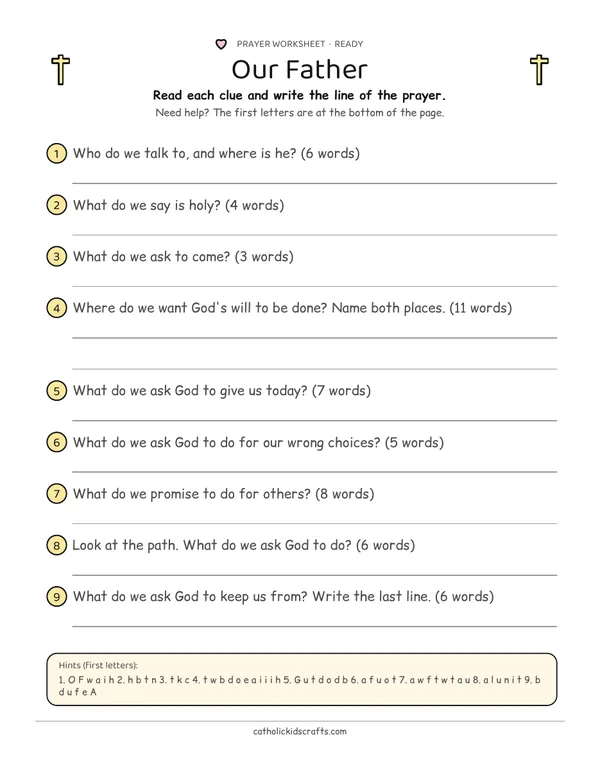 PRAYER WORKSHEET · READY
Our Father
Read each clue and write the line of the prayer.
Need help? The first letters are at the bottom of the page.
1 Who do we talk to, and where is he? (6 words)
2 What do we say is holy? (4 words)
3 What do we ask to come? (3 words)
4 Where do we want God's will to be done? Name both places. (11 words)
5 What do we ask God to give us today? (7 words)
6 What do we ask God to do for our wrong choices? (5 words)
7 What do we promise to do for others? (8 words)
8 Look at the path. What do we ask God to do? (6 words)
9 What do we ask God to keep us from? Write the last line. (6 words)
Hints (first letters):
1. O F w a i h 2. h b t n 3. t k c 4. t w b d o e a i i i h 5. G u t d o d b 6. a f u o t 7. a w f t w t a u 8. a l u n i t 9. b
d u f e A
catholickidscrafts.com